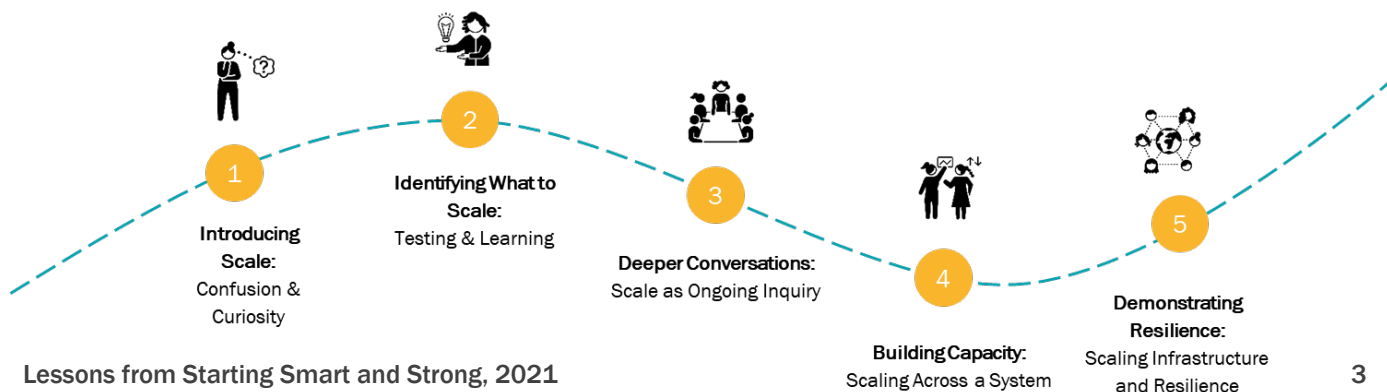 ?
1
Introducing
Scale:
Confusion &
Curiosity
2
Identifying What to
Scale:
Testing & Learning
3
Deeper Conversations:
Scale as Ongoing Inquiry
4
Building Capacity:
Scaling Across a System
5
Demonstrating
Resilience:
Scaling Infrastructure
and Resilience
Lessons from Starting Smart and Strong, 2021
3